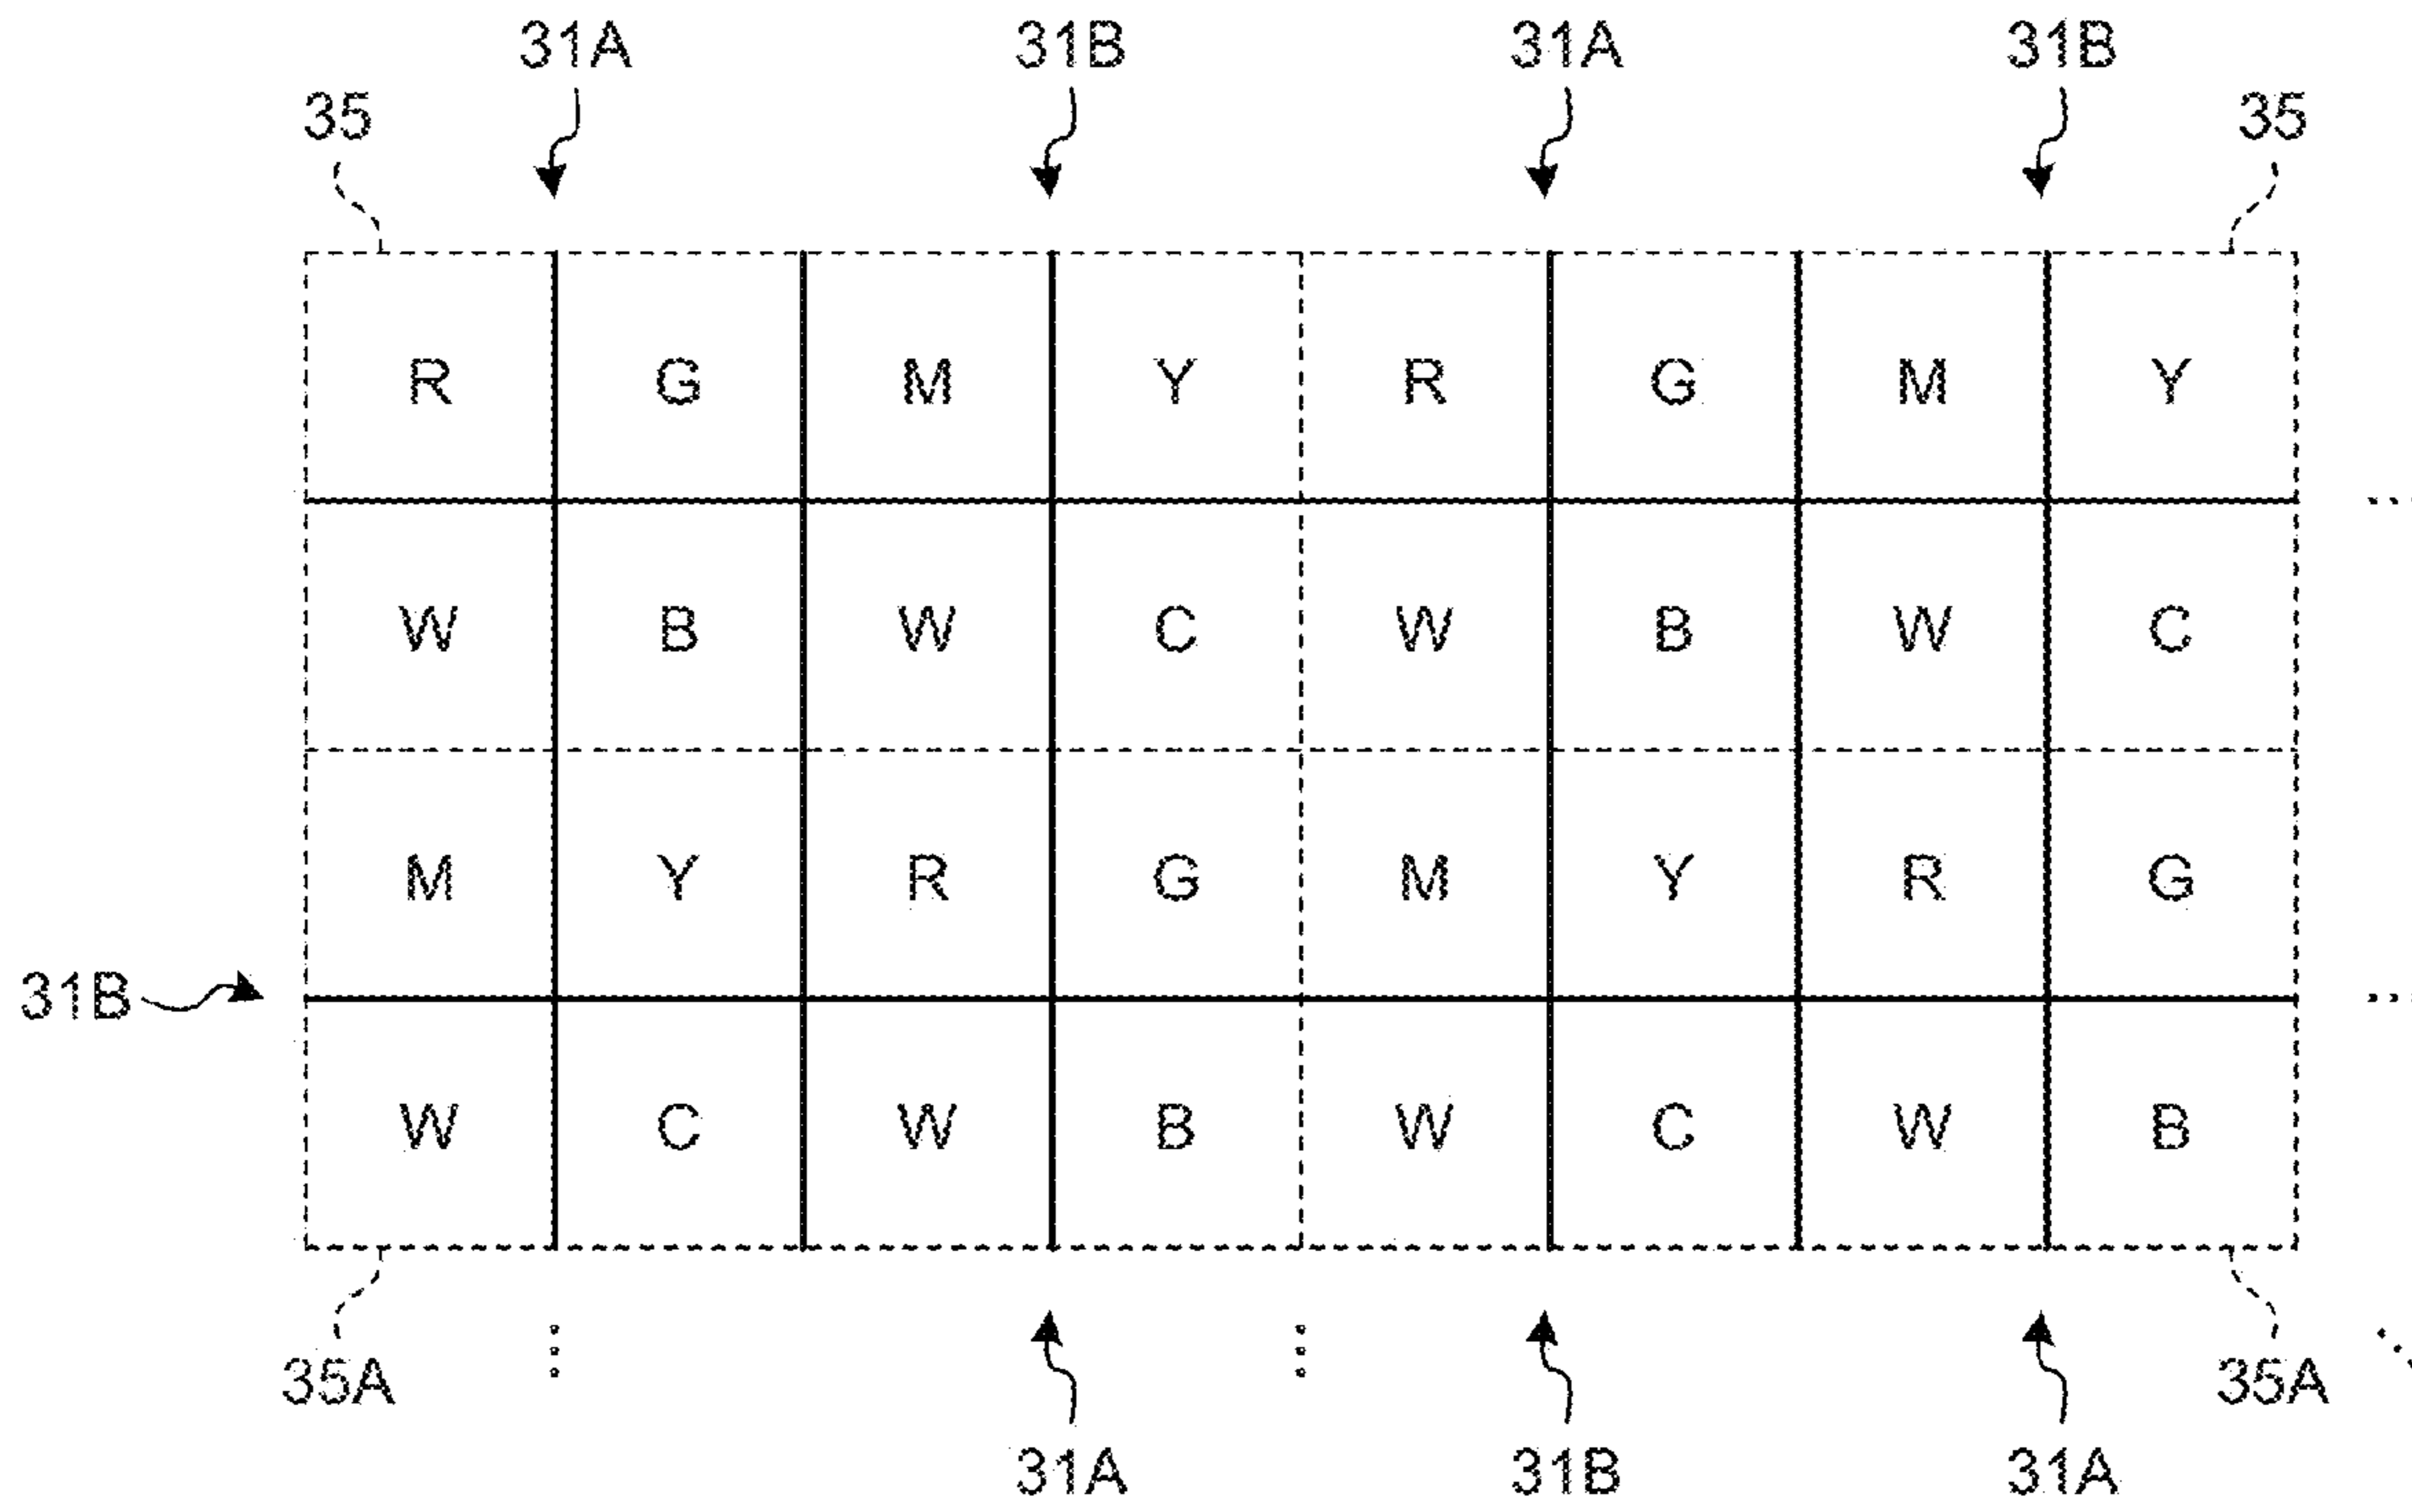 31A 31B 31A 31B
35 35
R G M Y R G M Y
W B W C W B W C
M Y R G M Y R G
31B
W C W B W C W B
35A 35A
31A 31B 31A